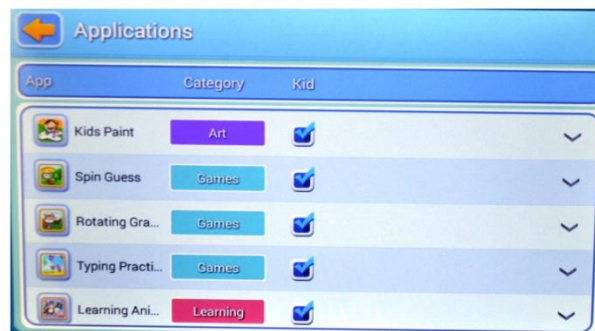 Applications
App Category Kid
Kids Paint Art
Spin Guess Games
Rotating Gra... Games
Typing Practi... Games
Learning Ani... Learning